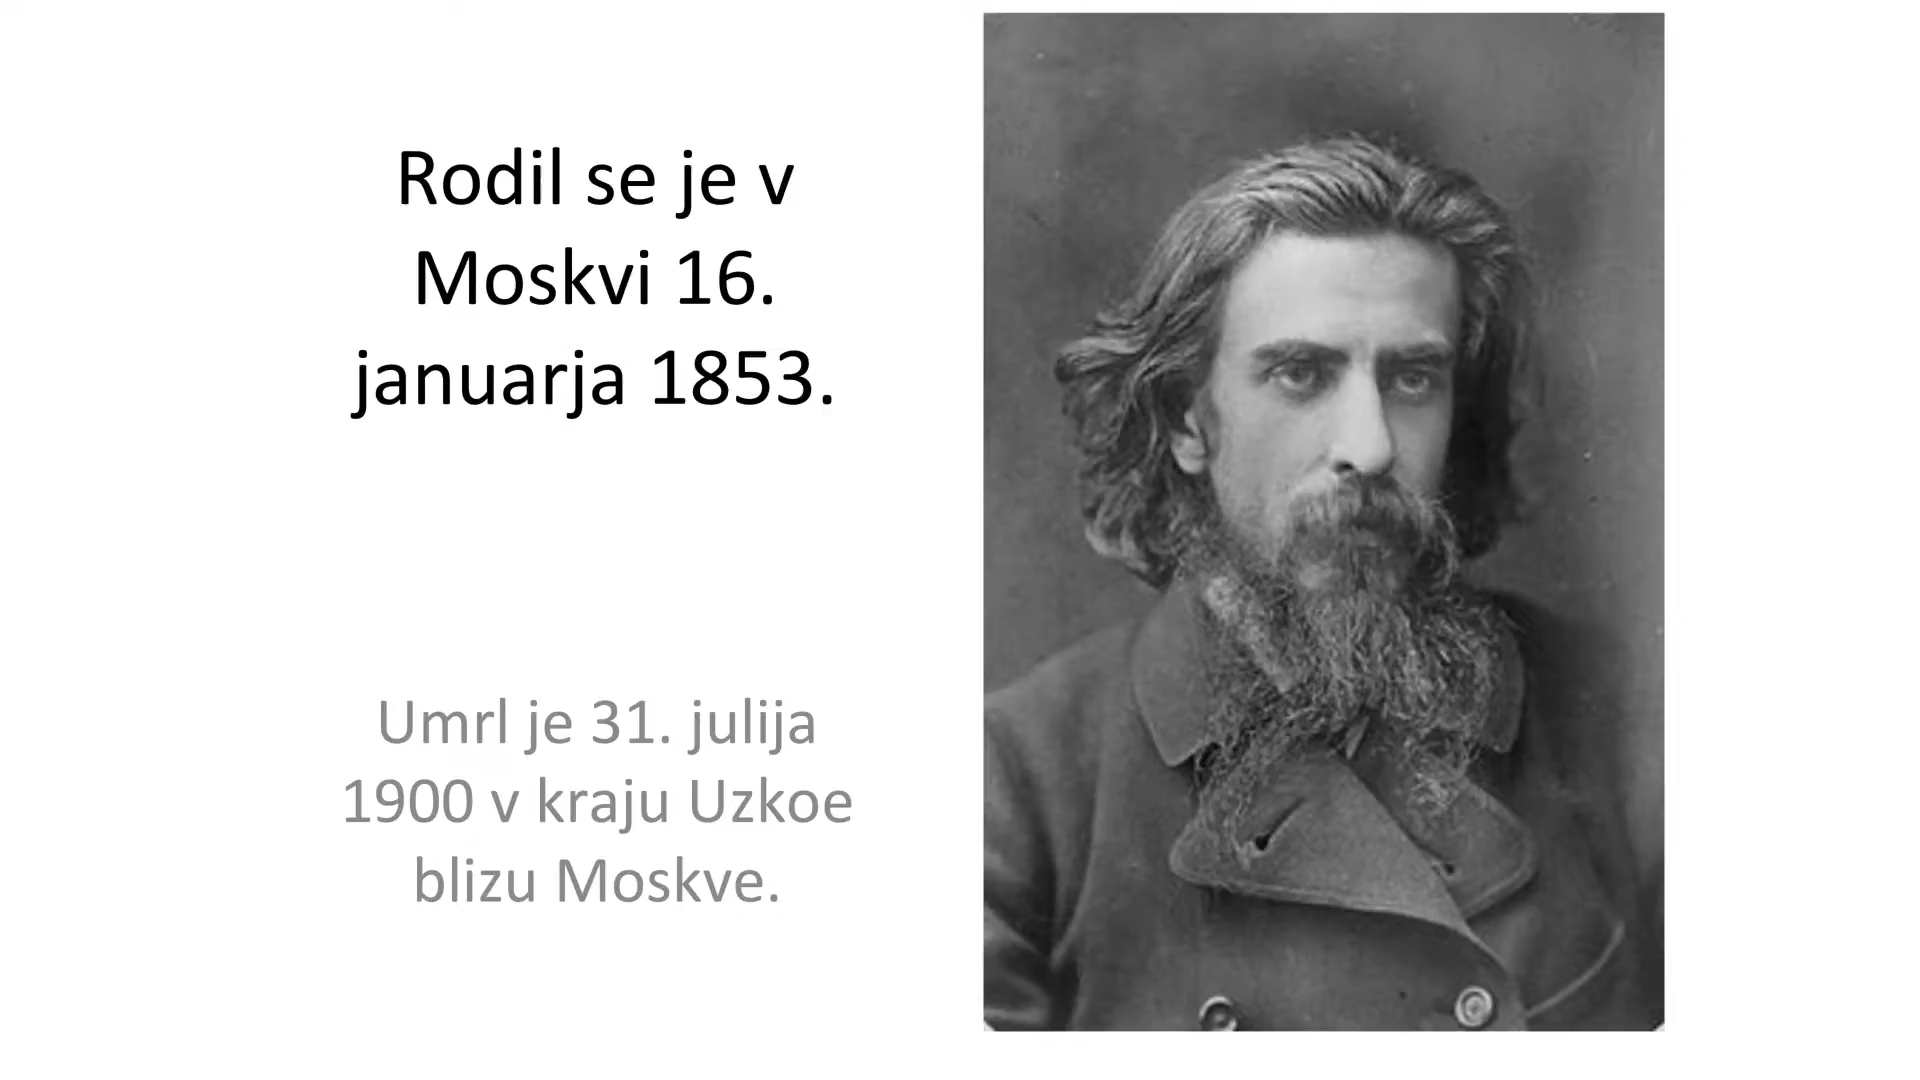 Rodil se je v
Moskvi 16.
januarja 1853.
Umrl je 31. julija
1900 v kraju Uzkoe
blizu Moskve.